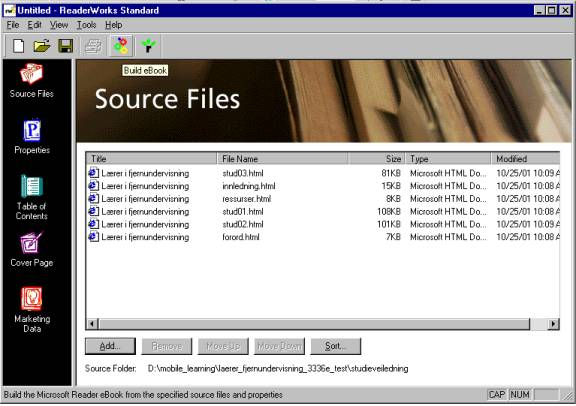 Untitled - ReaderWorks Standard
File Edit View Tools Help
Build eBook
Source Files
Source Files
Properties
Table of
Contents
Cover Page
Marketing
Data
Title File Name Size Type Modified
Lærer i fjernundervisning stud03.html 81KB Microsoft HTML Do... 10/25/01 10:09 A
Lærer i fjernundervisning innledning.html 15KB Microsoft HTML Do... 10/25/01 10:08 A
Lærer i fjernundervisning ressurser.html 8KB Microsoft HTML Do... 10/25/01 10:08 A
Lærer i fjernundervisning stud01.html 108KB Microsoft HTML Do... 10/25/01 10:08 A
Lærer i fjernundervisning stud02.html 101KB Microsoft HTML Do... 10/25/01 10:09 A
Lærer i fjernundervisning forord.html 7KB Microsoft HTML Do... 10/25/01 10:08 A
Add... Remove Move Up Move Down Sort...
Source Folder: D:\mobile_learning\laerer_fjernundervisning_3336e_test\studieveiledning
Build the Microsoft Reader eBook from the specified source files and properties
CAP NUM